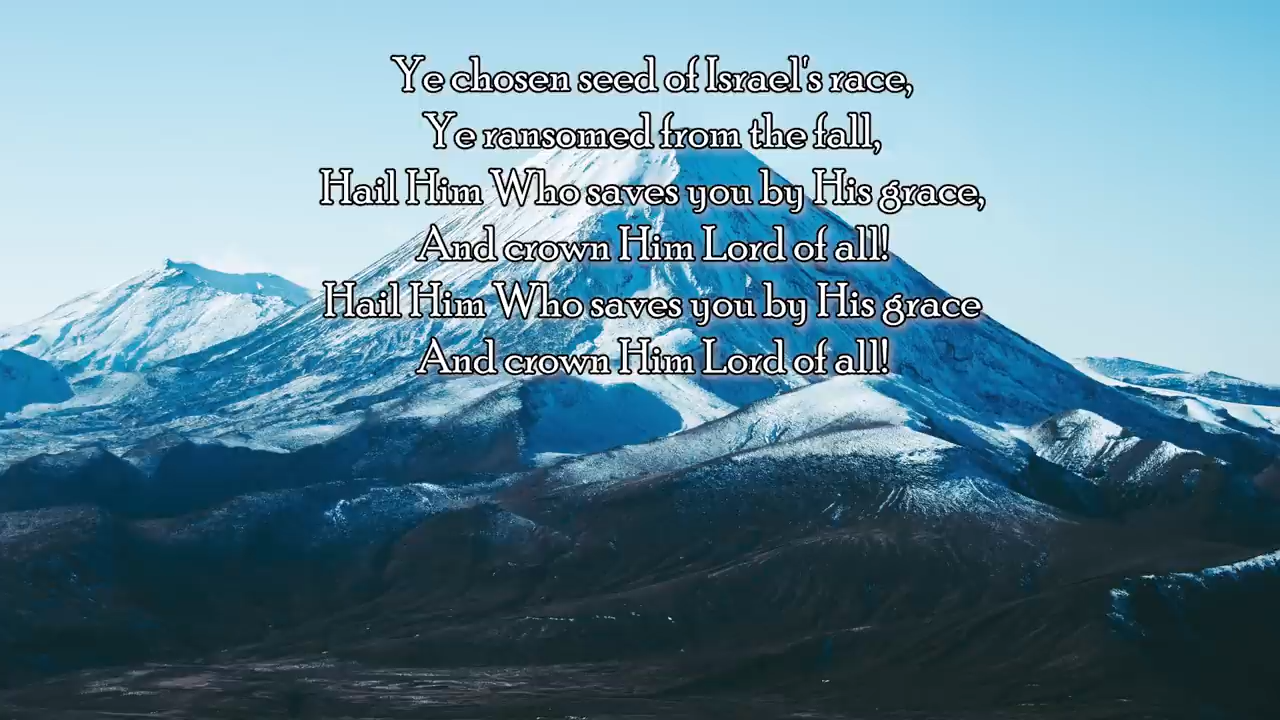 Ye chosen seed of Israel's race,
Ye ransomed from the fall,
Hail Him Who saves you by His grace,
And crown Him Lord of all!
Hail Him Who saves you by His grace
And crown Him Lord of all!